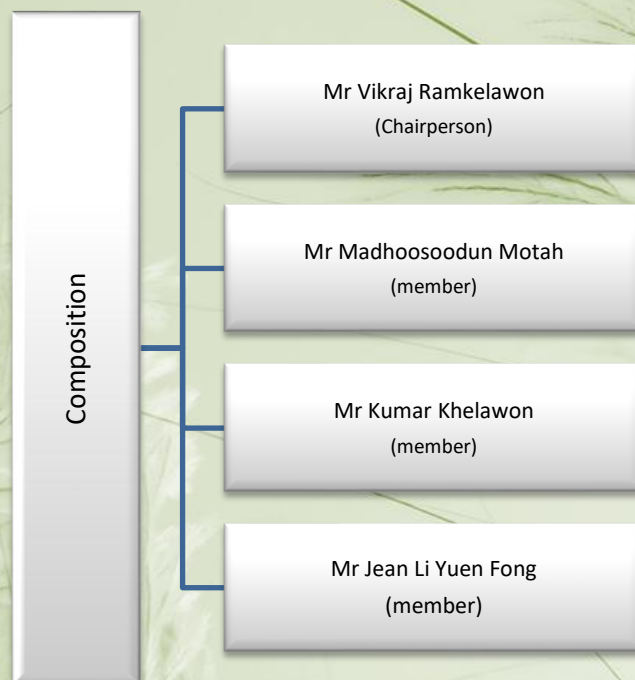 Composition
Mr Vikraj Ramkelawon
(Chairperson)
Mr Madhoosoodun Motah
(member)
Mr Kumar Khelawon
(member)
Mr Jean Li Yuen Fong
(member)